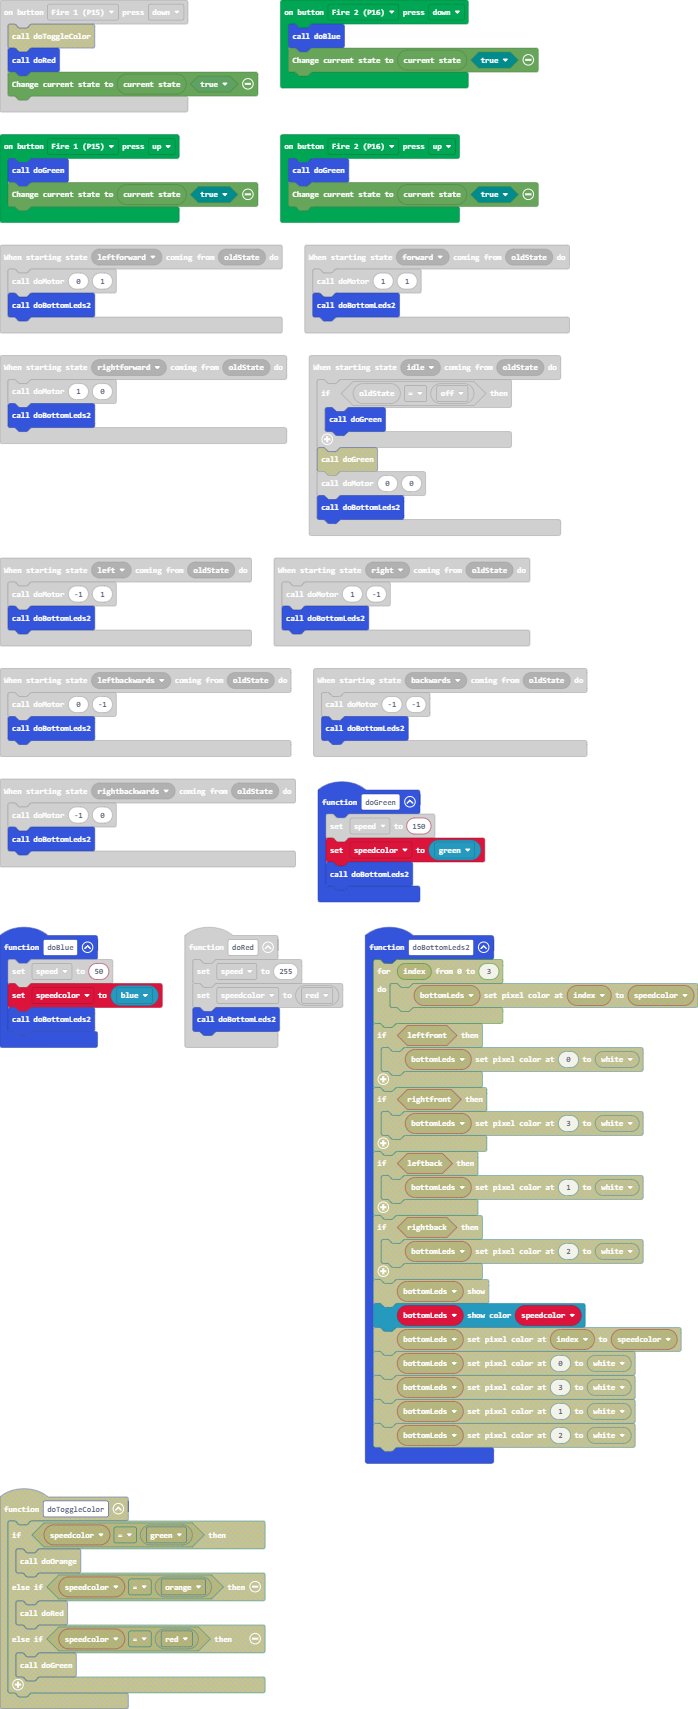 on button Fire 1 (P15) press down
call doToggleColor
call doRed
Change current state to current state true
on button Fire 2 (P16) press down
call doBlue
Change current state to current state true
on button Fire 1 (P15) press up
call doGreen
Change current state to current state true
on button Fire 2 (P16) press up
call doGreen
Change current state to current state true
When starting state leftforward coming from oldState do
call doMotor 0 1
call doBottomLeds2
When starting state forward coming from oldState do
call doMotor 1 1
call doBottomLeds2
When starting state rightforward coming from oldState do
call doMotor 1 0
call doBottomLeds2
When starting state idle coming from oldState do
if oldState = off then
call doGreen
call doGreen
call doMotor 0 0
call doBottomLeds2
When starting state left coming from oldState do
call doMotor -1 1
call doBottomLeds2
When starting state right coming from oldState do
call doMotor 1 -1
call doBottomLeds2
When starting state leftbackwards coming from oldState do
call doMotor 0 -1
call doBottomLeds2
When starting state backwards coming from oldState do
call doMotor -1 -1
call doBottomLeds2
When starting state rightbackwards coming from oldState do
call doMotor -1 0
call doBottomLeds2
function doGreen
set speed to 150
set speedcolor to green
call doBottomLeds2
function doBlue
set speed to 50
set speedcolor to blue
call doBottomLeds2
function doRed
set speed to 255
set speedcolor to red
call doBottomLeds2
function doBottomLeds2
for index from 0 to 3
do bottomLeds set pixel color at index to speedcolor
if leftfront then
bottomLeds set pixel color at 0 to white
if rightfront then
bottomLeds set pixel color at 3 to white
if leftback then
bottomLeds set pixel color at 1 to white
if rightback then
bottomLeds set pixel color at 2 to white
bottomLeds show
bottomLeds show color speedcolor
bottomLeds set pixel color at index to speedcolor
bottomLeds set pixel color at 0 to white
bottomLeds set pixel color at 3 to white
bottomLeds set pixel color at 1 to white
bottomLeds set pixel color at 2 to white
function doToggleColor
if speedcolor = green then
call doOrange
else if speedcolor = orange then
call doRed
else if speedcolor = red then
call doGreen